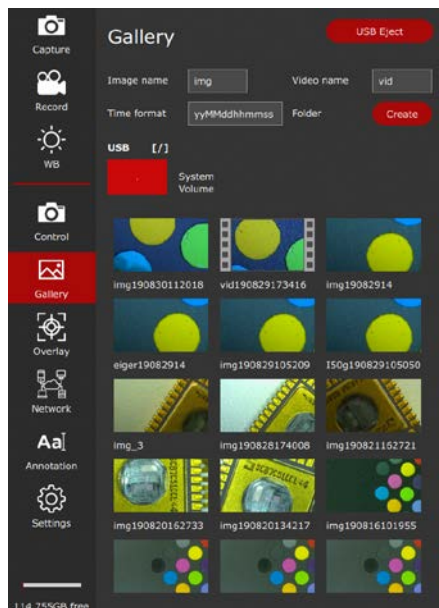 Capture
Record
WB
Control
Gallery
Overlay
Network
Aa
Annotation
Settings
114.755GB free
Gallery
USB Eject
Image name img Video name vid
Time format yyMMddhhmmss Folder Create
USB [/]
System
Volume
img190830112018 vid190829173416 img19082914
eiger19082914 img190829105209 I50g190829105050
img_3 img190828174008 img190821162721
img190820162733 img190820134217 img190816101955